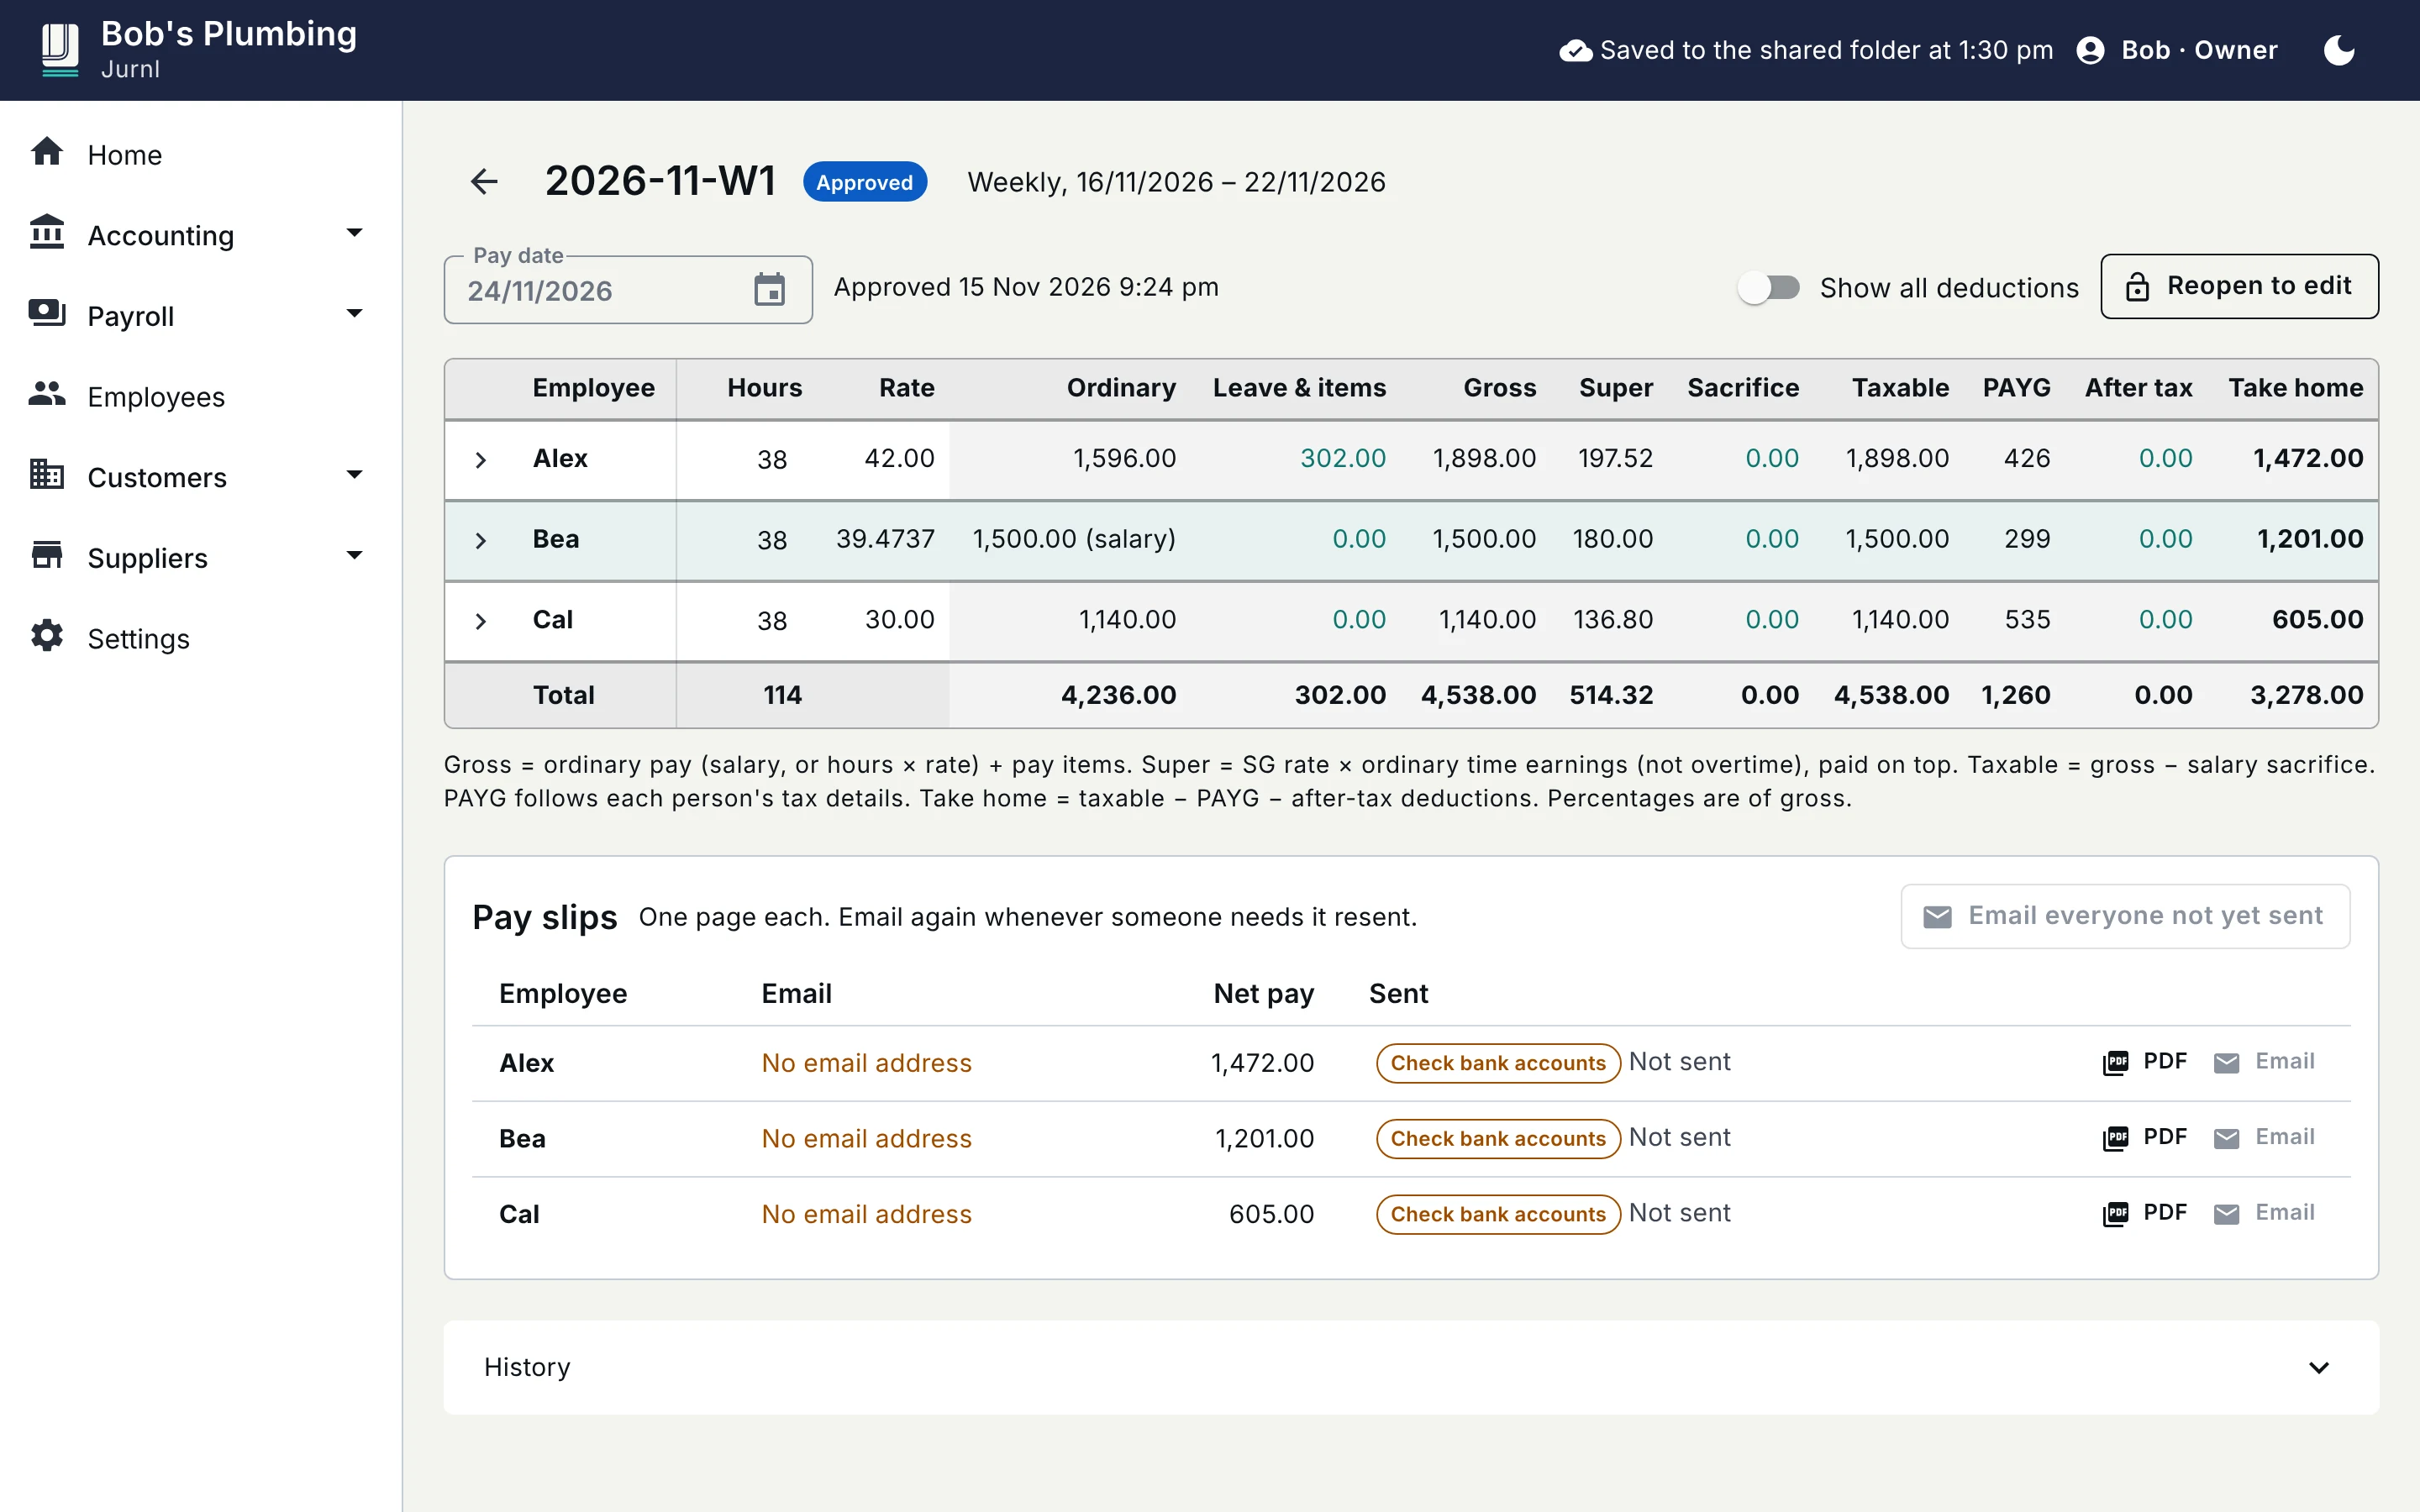 Bob's Plumbing
Jurnl
Saved to the shared folder at 1:30 pm
Bob · Owner
Home
Accounting
Payroll
Employees
Customers
Suppliers
Settings
2026-11-W1 Approved Weekly, 16/11/2026 – 22/11/2026
Pay date
24/11/2026
Approved 15 Nov 2026 9:24 pm
Show all deductions
Reopen to edit
Employee Hours Rate Ordinary Leave & items Gross Super Sacrifice Taxable PAYG After tax Take home
Alex 38 42.00 1,596.00 302.00 1,898.00 197.52 0.00 1,898.00 426 0.00 1,472.00
Bea 38 39.4737 1,500.00 (salary) 0.00 1,500.00 180.00 0.00 1,500.00 299 0.00 1,201.00
Cal 38 30.00 1,140.00 0.00 1,140.00 136.80 0.00 1,140.00 535 0.00 605.00
Total 114 4,236.00 302.00 4,538.00 514.32 0.00 4,538.00 1,260 0.00 3,278.00
Gross = ordinary pay (salary, or hours × rate) + pay items. Super = SG rate × ordinary time earnings (not overtime), paid on top. Taxable = gross − salary sacrifice.
PAYG follows each person's tax details. Take home = taxable − PAYG − after-tax deductions. Percentages are of gross.
Pay slips One page each. Email again whenever someone needs it resent.
Email everyone not yet sent
Employee Email Net pay Sent
Alex No email address 1,472.00 Check bank accounts Not sent PDF PDF Email
Bea No email address 1,201.00 Check bank accounts Not sent PDF PDF Email
Cal No email address 605.00 Check bank accounts Not sent PDF PDF Email
History